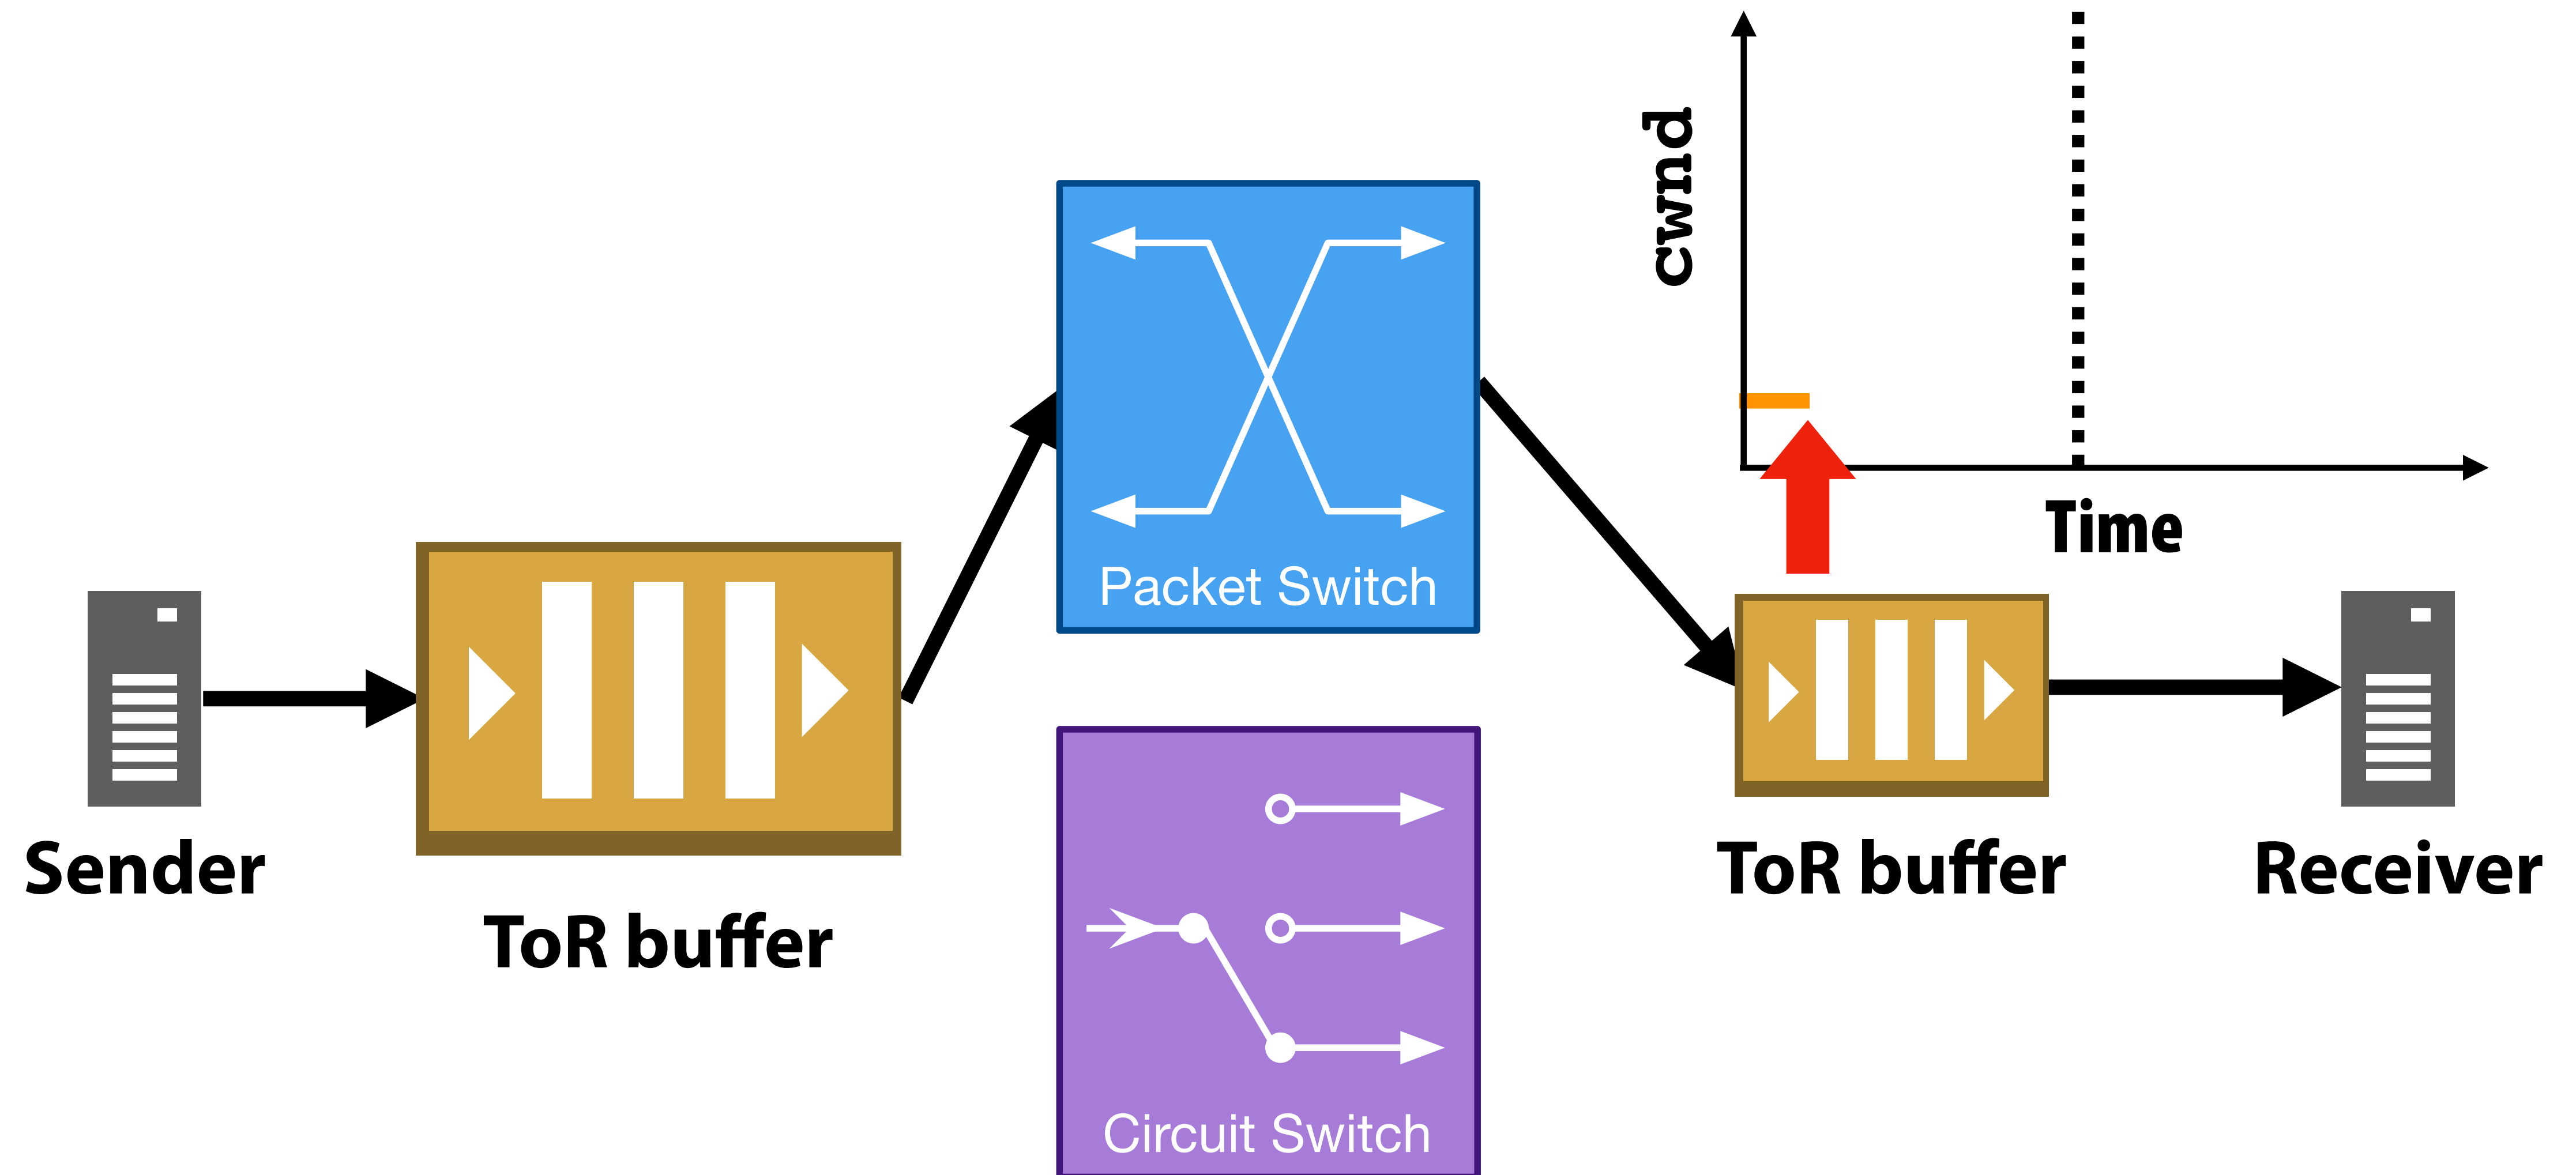 cwnd
Time
Packet Switch
Sender
ToR buffer
ToR buffer
Receiver
Circuit Switch